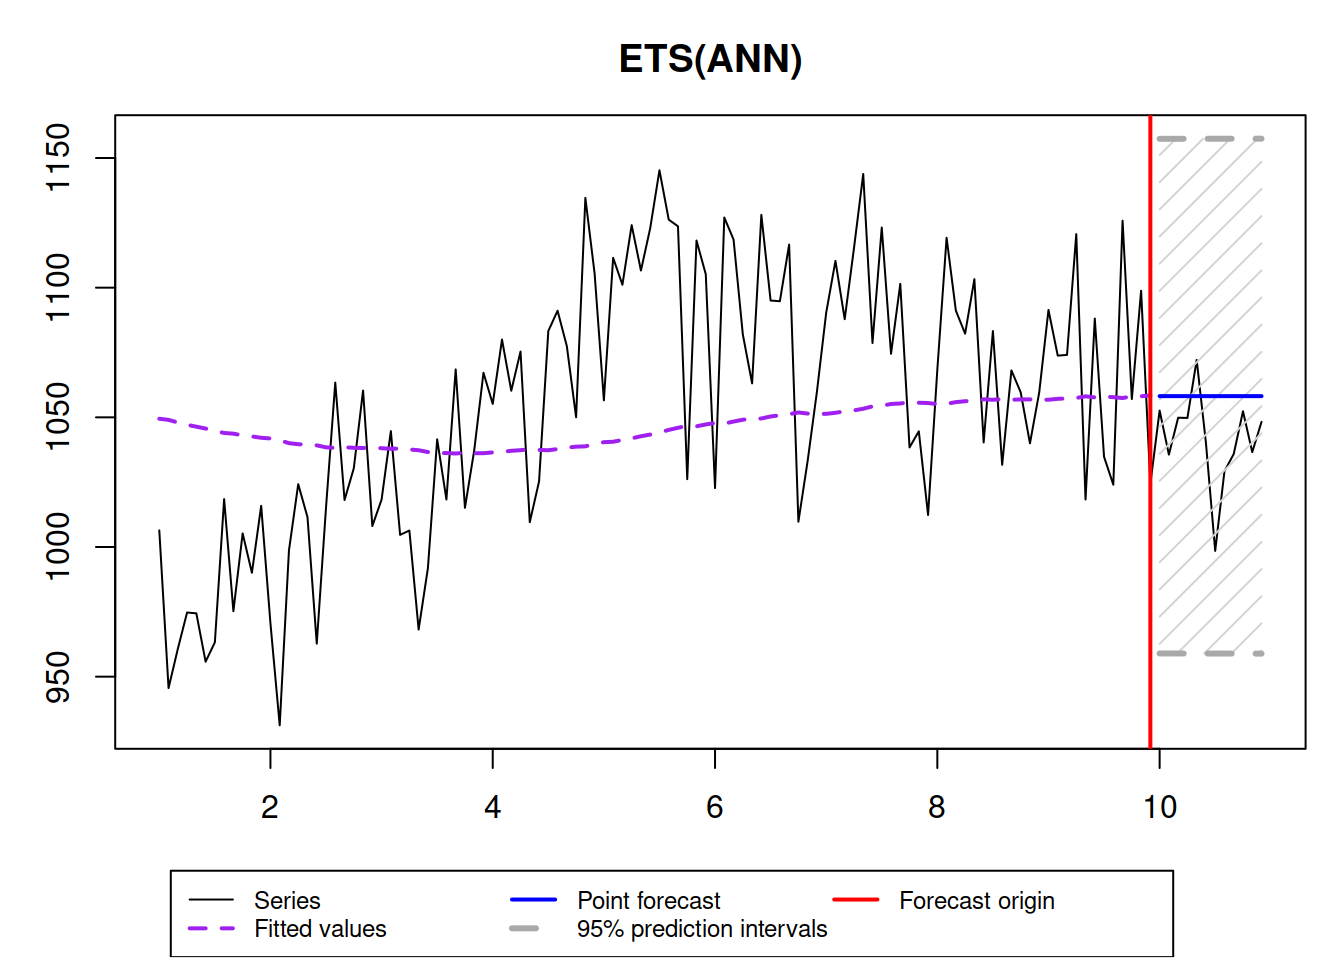 ETS(ANN)
1150
1100
1050
1000
950
2 4 6 8 10
Series Point forecast Forecast origin
Fitted values 95% prediction intervals